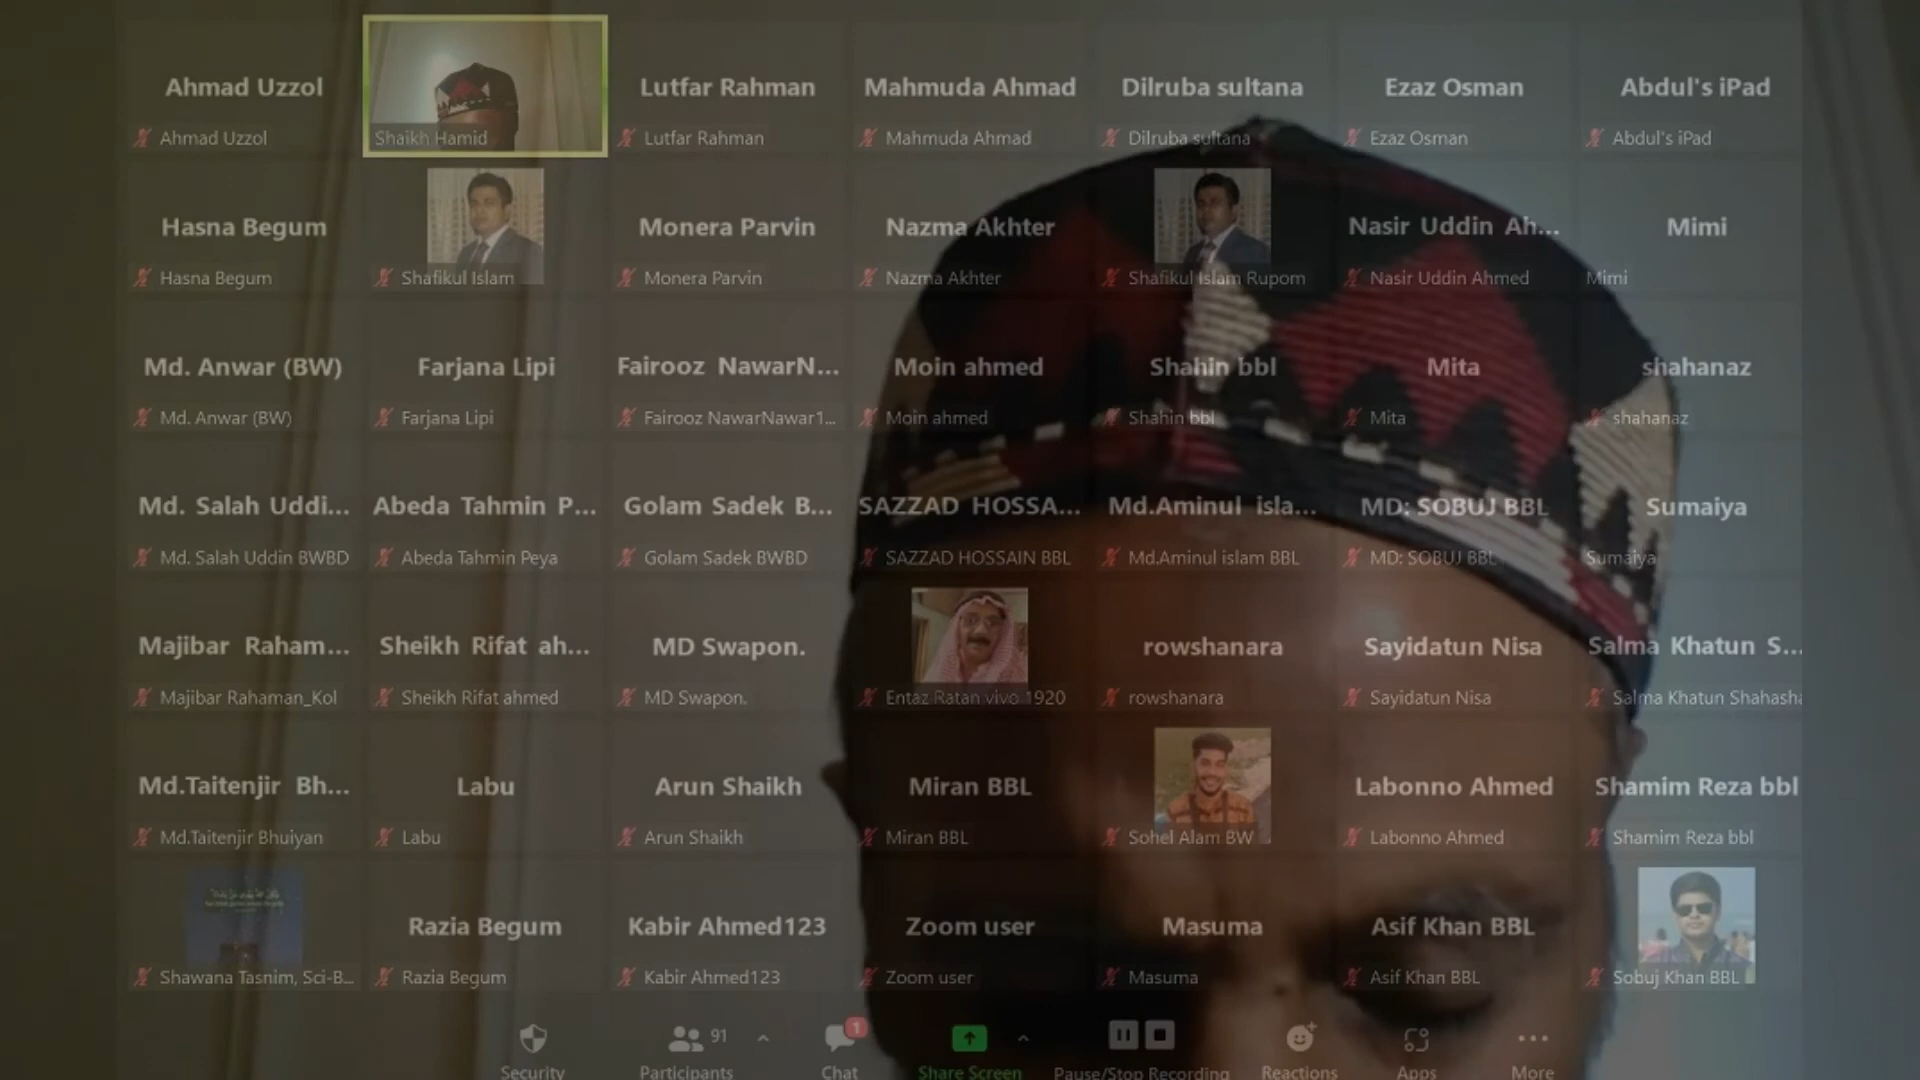 Ahmad Uzzol
Ahmad Uzzol
Shaikh Hamid
Lutfar Rahman
Lutfar Rahman
Mahmuda Ahmad
Mahmuda Ahmad
Dilruba sultana
Dilruba sultana
Ezaz Osman
Ezaz Osman
Abdul's iPad
Abdul's iPad
Hasna Begum
Hasna Begum
Shafikul Islam
Monera Parvin
Monera Parvin
Nazma Akhter
Nazma Akhter
Shafikul Islam Rupom
Nasir Uddin Ah...
Nasir Uddin Ahmed
Mimi
Mimi
Md. Anwar (BW)
Md. Anwar (BW)
Farjana Lipi
Farjana Lipi
Fairooz NawarN...
Fairooz NawarNawar1...
Moin ahmed
Moin ahmed
Shahin bbl
Shahin bbl
Mita
Mita
shahanaz
shahanaz
Md. Salah Uddi...
Md. Salah Uddin BWBD
Abeda Tahmin P...
Abeda Tahmin Peya
Golam Sadek B...
Golam Sadek BWBD
SAZZAD HOSSA...
SAZZAD HOSSAIN BBL
Md.Aminul isla...
Md.Aminul islam BBL
MD: SOBUJ BBL
MD: SOBUJ BBL
Sumaiya
Sumaiya
Majibar Raham...
Majibar Rahaman_Kol
Sheikh Rifat ah...
Sheikh Rifat ahmed
MD Swapon.
MD Swapon.
Entaz Ratan vivo 1920
rowshanara
rowshanara
Sayidatun Nisa
Sayidatun Nisa
Salma Khatun S...
Salma Khatun Shahasha
Md.Taitenjir Bh...
Md.Taitenjir Bhuiyan
Labu
Labu
Arun Shaikh
Arun Shaikh
Miran BBL
Miran BBL
Sohel Alam BW
Labonno Ahmed
Labonno Ahmed
Shamim Reza bbl
Shamim Reza bbl
Shawana Tasnim, Sci-B...
Razia Begum
Razia Begum
Kabir Ahmed123
Kabir Ahmed123
Zoom user
Zoom user
Masuma
Masuma
Asif Khan BBL
Asif Khan BBL
Sobuj Khan BBL
Security
91
Participants
1
Chat
Share Screen
Pause/Stop Recording
Reactions
Apps
More